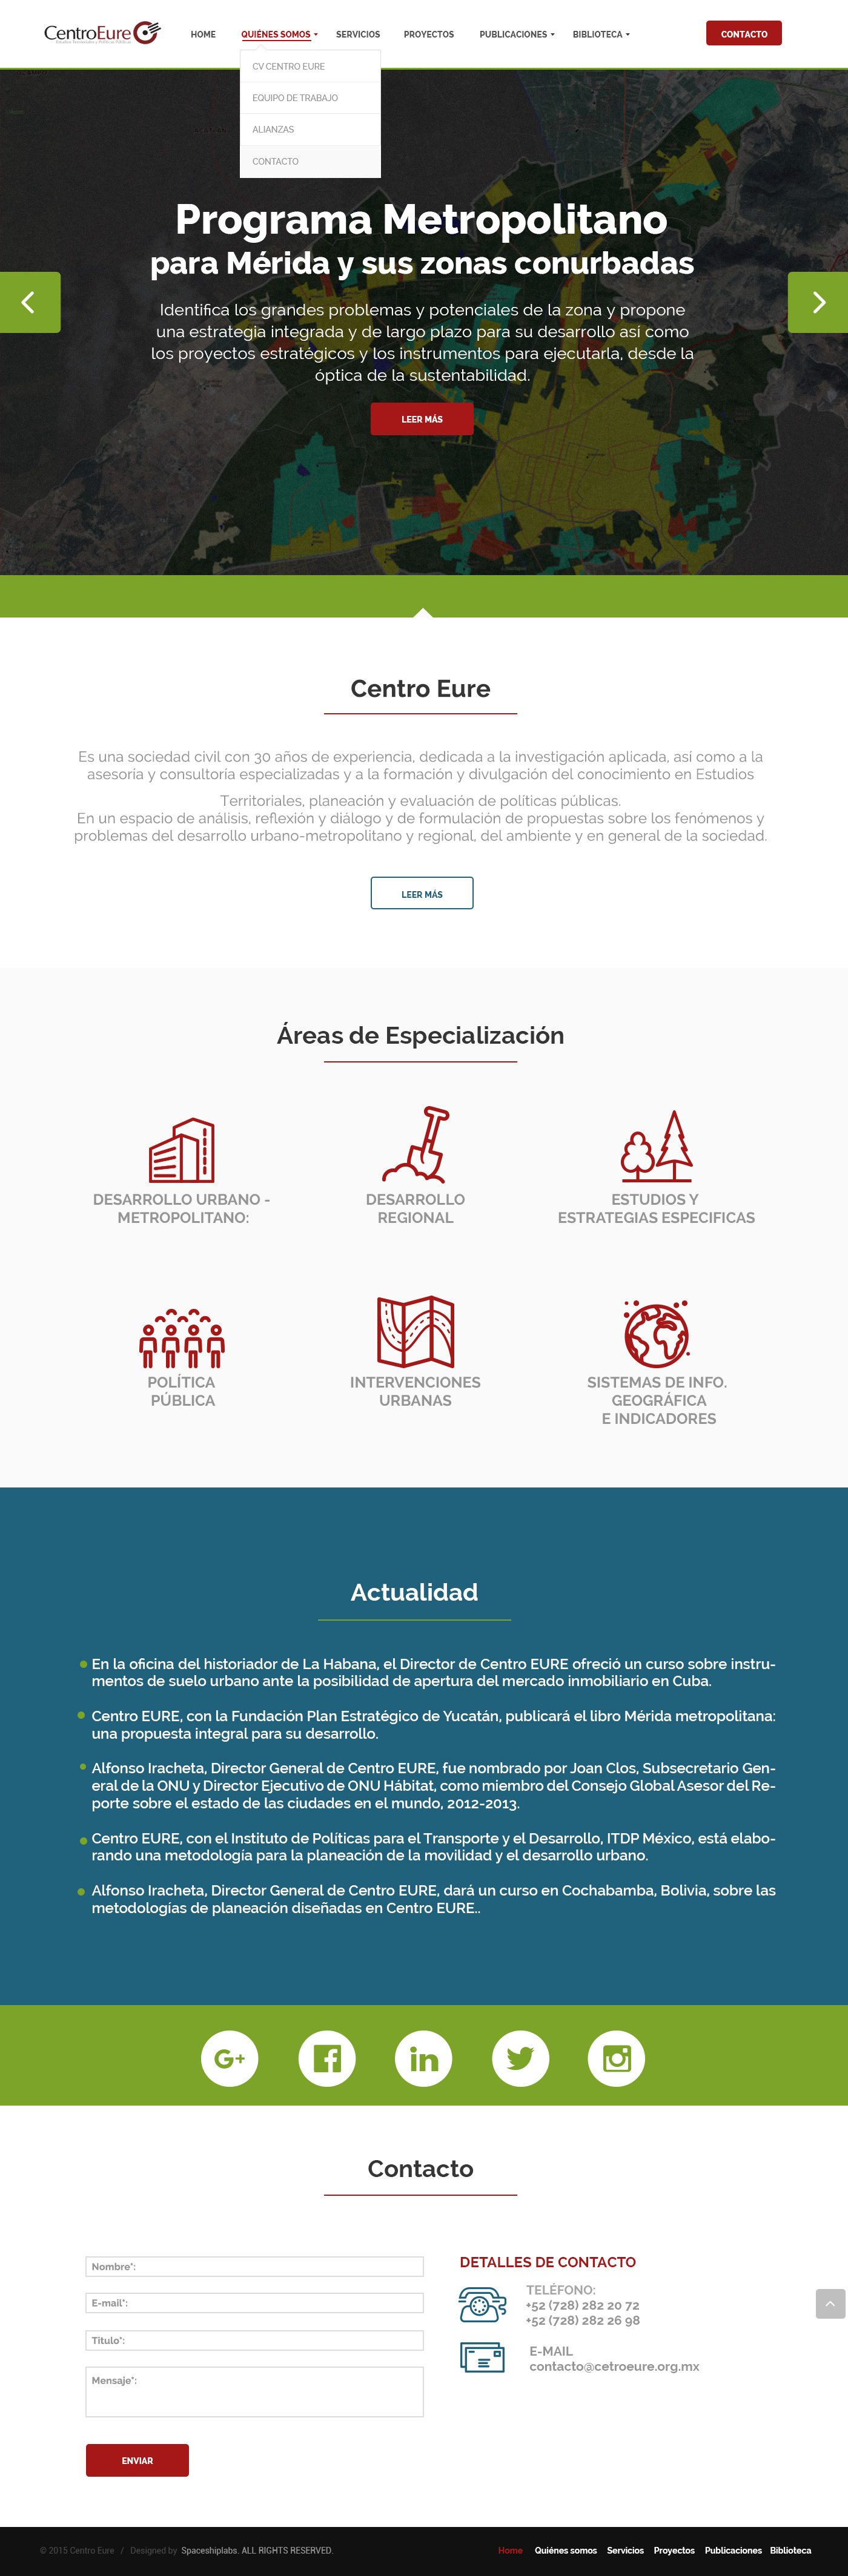 CentroEure
HOME
QUIÉNES SOMOS
SERVICIOS
PROYECTOS
PUBLICACIONES
BIBLIOTECA
CONTACTO
CV CENTRO EURE
EQUIPO DE TRABAJO
ALIANZAS
CONTACTO
Programa Metropolitano
para Mérida y sus zonas conurbadas
Identifica los grandes problemas y potenciales de la zona y propone
una estrategia integrada y de largo plazo para su desarrollo así como
los proyectos estratégicos y los instrumentos para ejecutarla, desde la
óptica de la sustentabilidad.
LEER MÁS
Centro Eure
Es una sociedad civil con 30 años de experiencia, dedicada a la investigación aplicada, así como a la
asesoría y consultoría especializadas y a la formación y divulgación del conocimiento en Estudios
Territoriales, planeación y evaluación de políticas públicas.
En un espacio de análisis, reflexión y diálogo y de formulación de propuestas sobre los fenómenos y
problemas del desarrollo urbano-metropolitano y regional, del ambiente y en general de la sociedad.
LEER MÁS
Áreas de Especialización
DESARROLLO URBANO -
METROPOLITANO:
DESARROLLO
REGIONAL
ESTUDIOS Y
ESTRATEGIAS ESPECIFICAS
POLÍTICA
PÚBLICA
INTERVENCIONES
URBANAS
SISTEMAS DE INFO.
GEOGRÁFICA
E INDICADORES
Actualidad
En la oficina del historiador de La Habana, el Director de Centro EURE ofreció un curso sobre instru-
mentos de suelo urbano ante la posibilidad de apertura del mercado inmobiliario en Cuba.
Centro EURE, con la Fundación Plan Estratégico de Yucatán, publicará el libro Mérida metropolitana:
una propuesta integral para su desarrollo.
Alfonso Iracheta, Director General de Centro EURE, fue nombrado por Joan Clos, Subsecretario Gen-
eral de la ONU y Director Ejecutivo de ONU Hábitat, como miembro del Consejo Global Asesor del Re-
porte sobre el estado de las ciudades en el mundo, 2012-2013.
Centro EURE, con el Instituto de Políticas para el Transporte y el Desarrollo, ITDP México, está elabo-
rando una metodología para la planeación de la movilidad y el desarrollo urbano.
Alfonso Iracheta, Director General de Centro EURE, dará un curso en Cochabamba, Bolivia, sobre las
metodologías de planeación diseñadas en Centro EURE..
G+
in
Contacto
Nombre*:
E-mail*:
Titulo*:
Mensaje*:
ENVIAR
DETALLES DE CONTACTO
TELÉFONO:
+52 (728) 282 20 72
+52 (728) 282 26 98
E-MAIL
contacto@cetroeure.org.mx
© 2015 Centro Eure / Designed by Spaceshiplabs. ALL RIGHTS RESERVED.
Home
Quiénes somos
Servicios
Proyectos
Publicaciones
Biblioteca